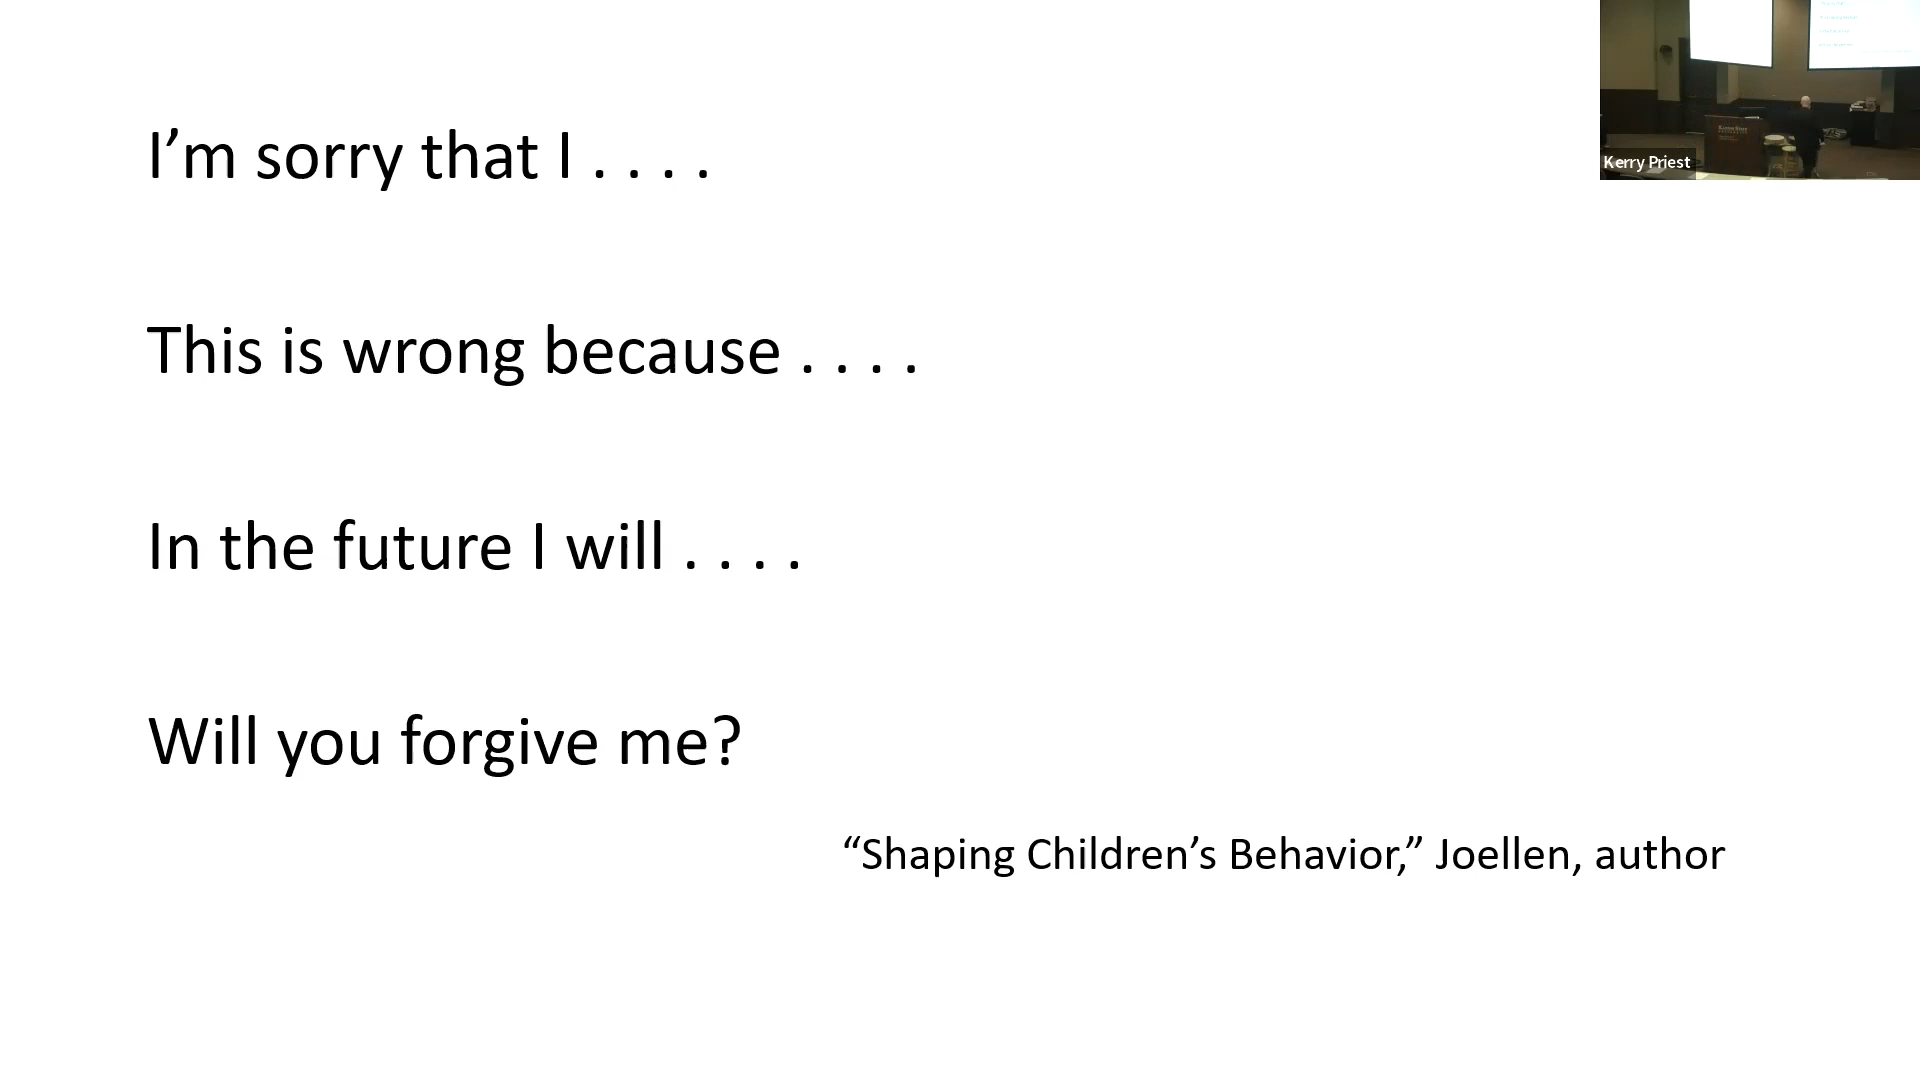 I’m sorry that I . . . .
This is wrong because . . . .
In the future I will . . . .
Will you forgive me?
“Shaping Children’s Behavior,” Joellen, author
Kerry Priest